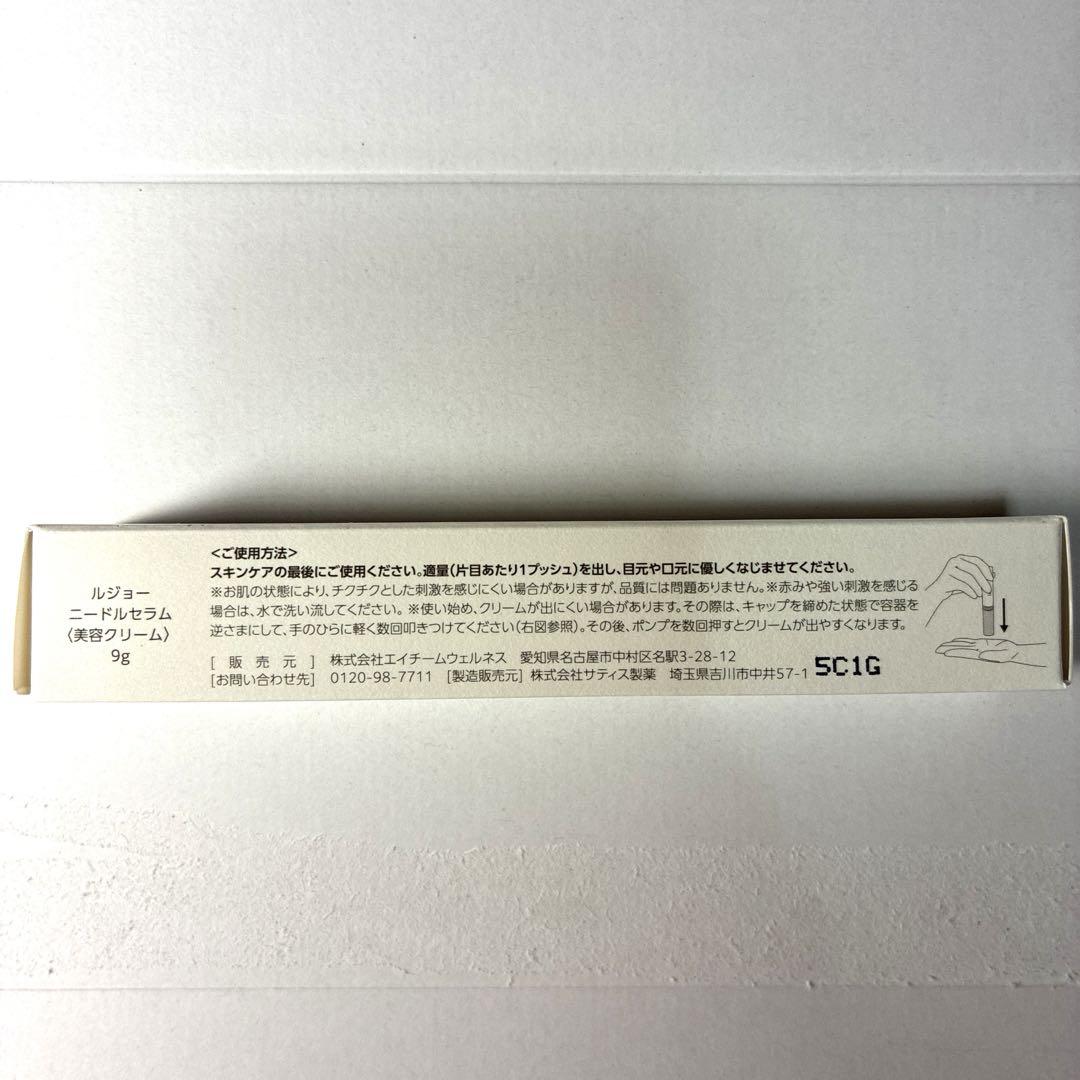 ルジョー
ニードルセラム
〈美容クリーム〉
9g
＜ご使用方法＞
スキンケアの最後にご使用ください。適量（片目あたり1プッシュ）を出し、目元や口元に優しくなじませてください。
※お肌の状態により、チクチクとした刺激を感じにくい場合がありますが、品質には問題ありません。※赤みや強い刺激を感じる
場合は、水で洗い流してください。 ※使い始め、クリームが出にくい場合があります。その際は、キャップを締めた状態で容器を
逆さまにして、手のひらに軽く数回叩きつけてください（右図参照）。その後、ポンプを数回押すとクリームが出やすくなります。
[ 販 売 元 ] 株式会社エイチームウェルネス 愛知県名古屋市中村区名駅3-28-12
[お問い合わせ先] 0120-98-7711 [製造販売元] 株式会社サティス製薬 埼玉県吉川市中井57-1 5C1G